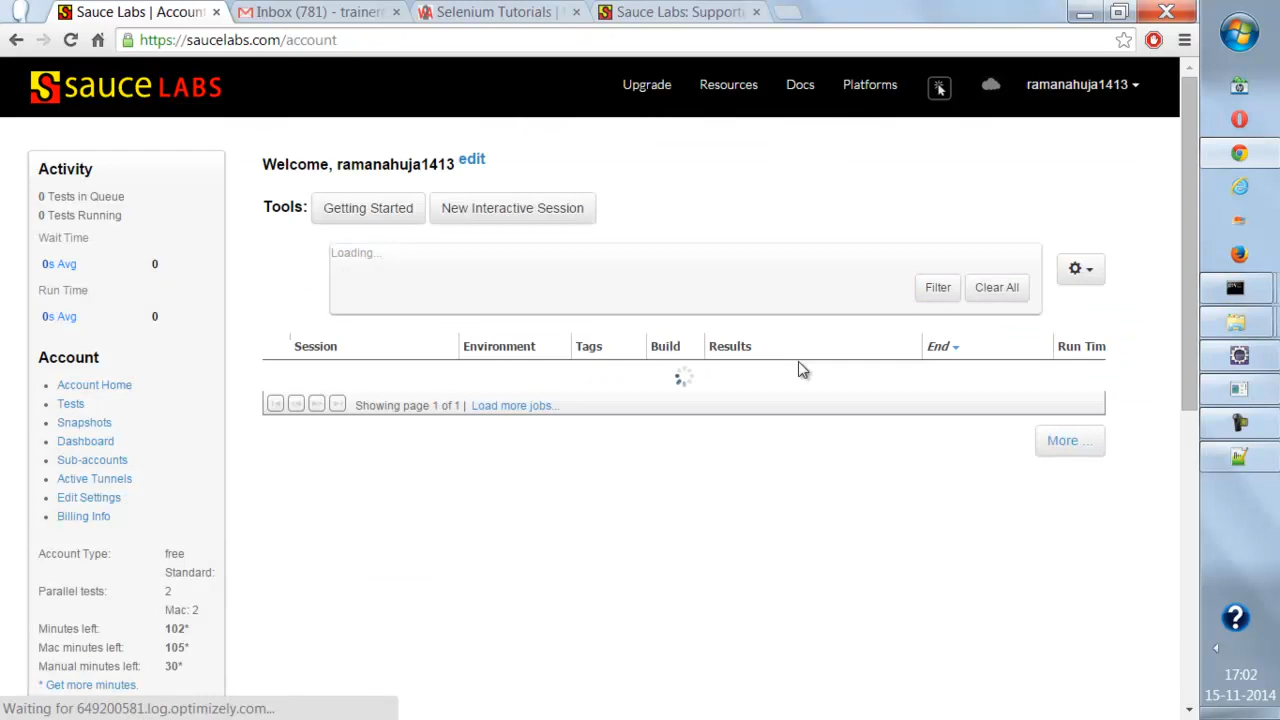 Sauce Labs | Account
Inbox (781) - trainer
Selenium Tutorials |
Sauce Labs: Support
https://saucelabs.com/account
sauce LABS
Upgrade
Resources
Docs
Platforms
ramanahuja1413
Activity
0 Tests in Queue
0 Tests Running
Wait Time
0s Avg 0
Run Time
0s Avg 0
Account
Account Home
Tests
Snapshots
Dashboard
Sub-accounts
Active Tunnels
Edit Settings
Billing Info
Account Type: free
Standard:
Parallel tests: 2
Mac: 2
Minutes left: 102*
Mac minutes left: 105*
Manual minutes left: 30*
* Get more minutes.
Welcome, ramanahuja1413 edit
Tools: Getting Started New Interactive Session
Loading...
Filter Clear All
Session Environment Tags Build Results End Run Tim
Showing page 1 of 1 | Load more jobs...
More ...
Waiting for 649200581.log.optimizely.com...
17:02
15-11-2014